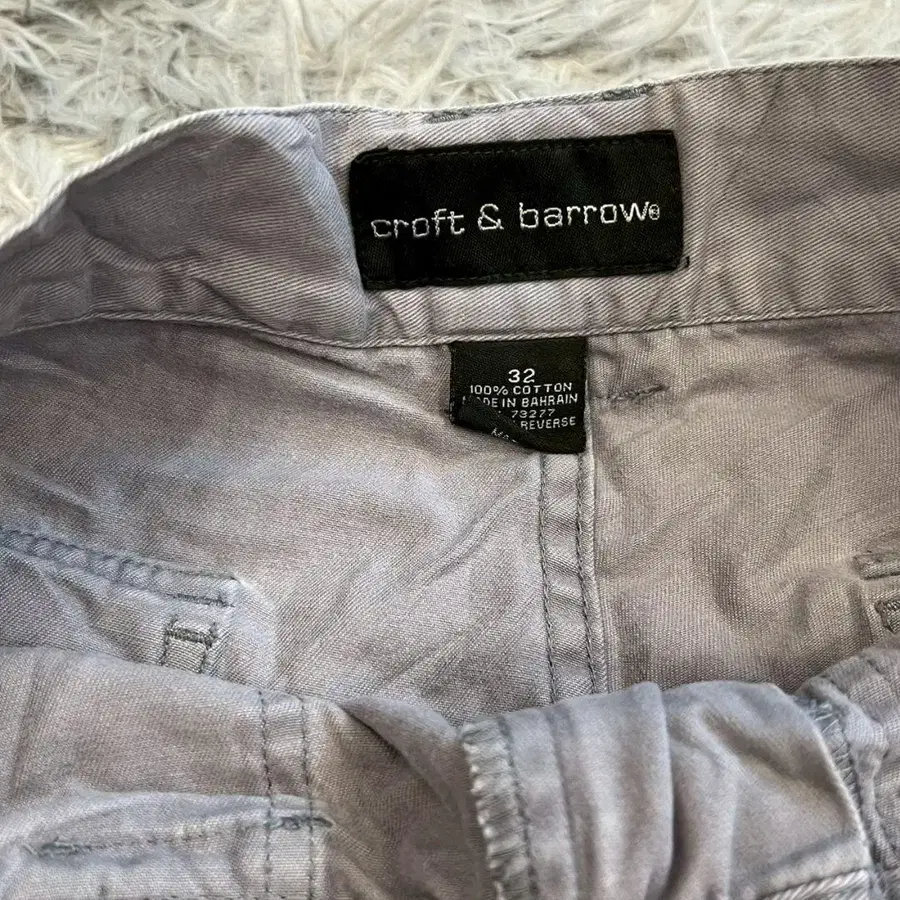 croft & barrow®
32
100% COTTON
MADE IN BAHRAIN
73277
REVERSE